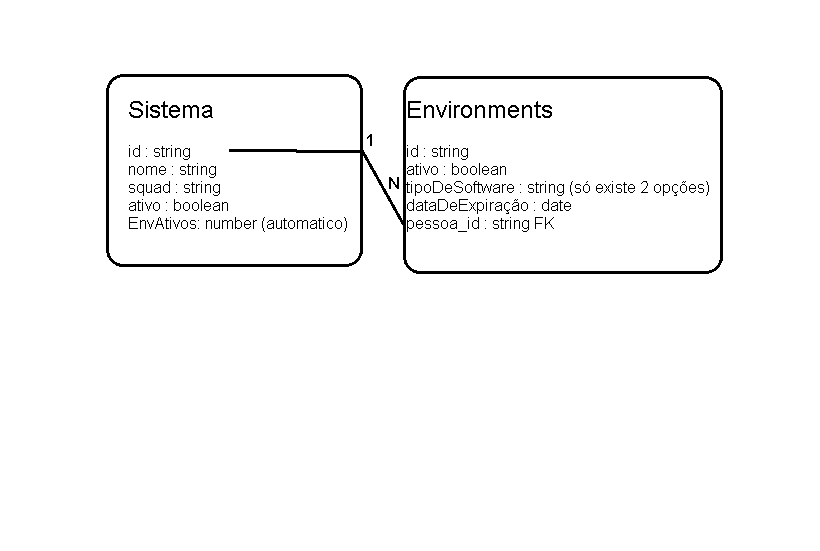 Sistema
id : string
nome : string
squad : string
ativo : boolean
EnvAtivos: number (automatico)
1
N
Environments
id : string
ativo : boolean
tipoDeSoftware : string (só existe 2 opções)
dataDeExpiração : date
pessoa_id : string FK